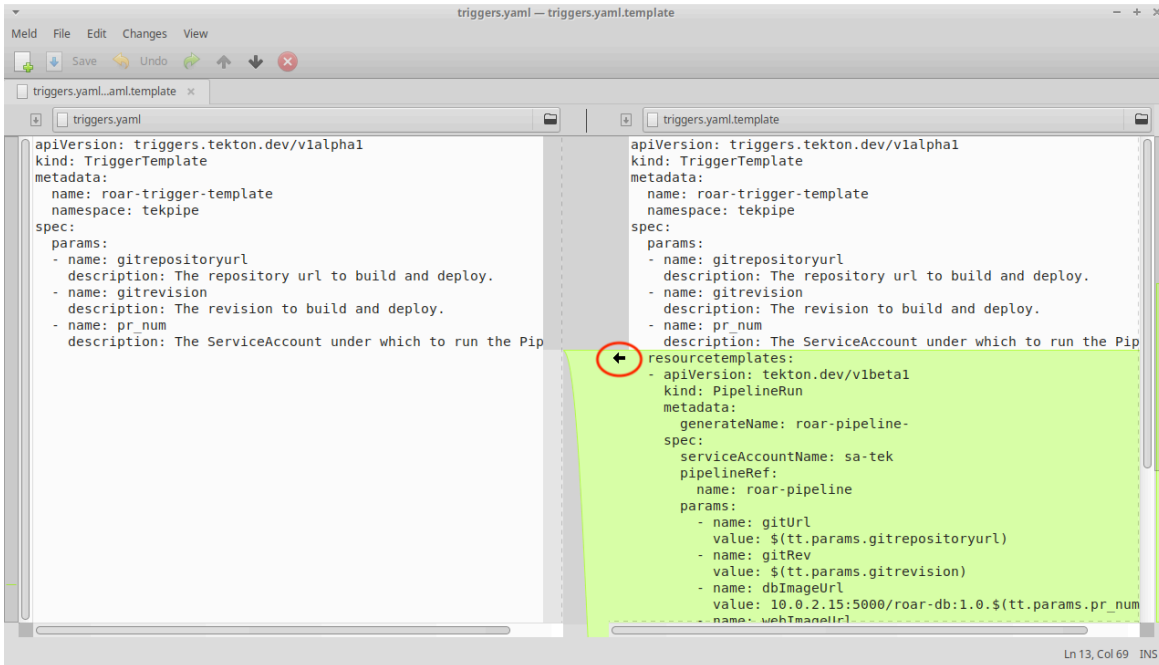 triggers.yaml — triggers.yaml.template
Meld File Edit Changes View
Save Undo
triggers.yaml...aml.template ×
triggers.yaml
triggers.yaml.template
apiVersion: triggers.tekton.dev/v1alpha1
kind: TriggerTemplate
metadata:
  name: roar-trigger-template
  namespace: tekpipe
spec:
  params:
  - name: gitrepositoryurl
    description: The repository url to build and deploy.
  - name: gitrevision
    description: The revision to build and deploy.
  - name: pr_num
    description: The ServiceAccount under which to run the Pip
apiVersion: triggers.tekton.dev/v1alpha1
kind: TriggerTemplate
metadata:
  name: roar-trigger-template
  namespace: tekpipe
spec:
  params:
  - name: gitrepositoryurl
    description: The repository url to build and deploy.
  - name: gitrevision
    description: The revision to build and deploy.
  - name: pr_num
    description: The ServiceAccount under which to run the Pip
  resourcetemplates:
  - apiVersion: tekton.dev/v1beta1
    kind: PipelineRun
    metadata:
      generateName: roar-pipeline-
    spec:
      serviceAccountName: sa-tek
      pipelineRef:
        name: roar-pipeline
      params:
        - name: gitUrl
          value: $(tt.params.gitrepositoryurl)
        - name: gitRev
          value: $(tt.params.gitrevision)
        - name: dbImageUrl
          value: 10.0.2.15:5000/roar-db:1.0.$(tt.params.pr_num
        - name: webImageUrl
Ln 13, Col 69 INS